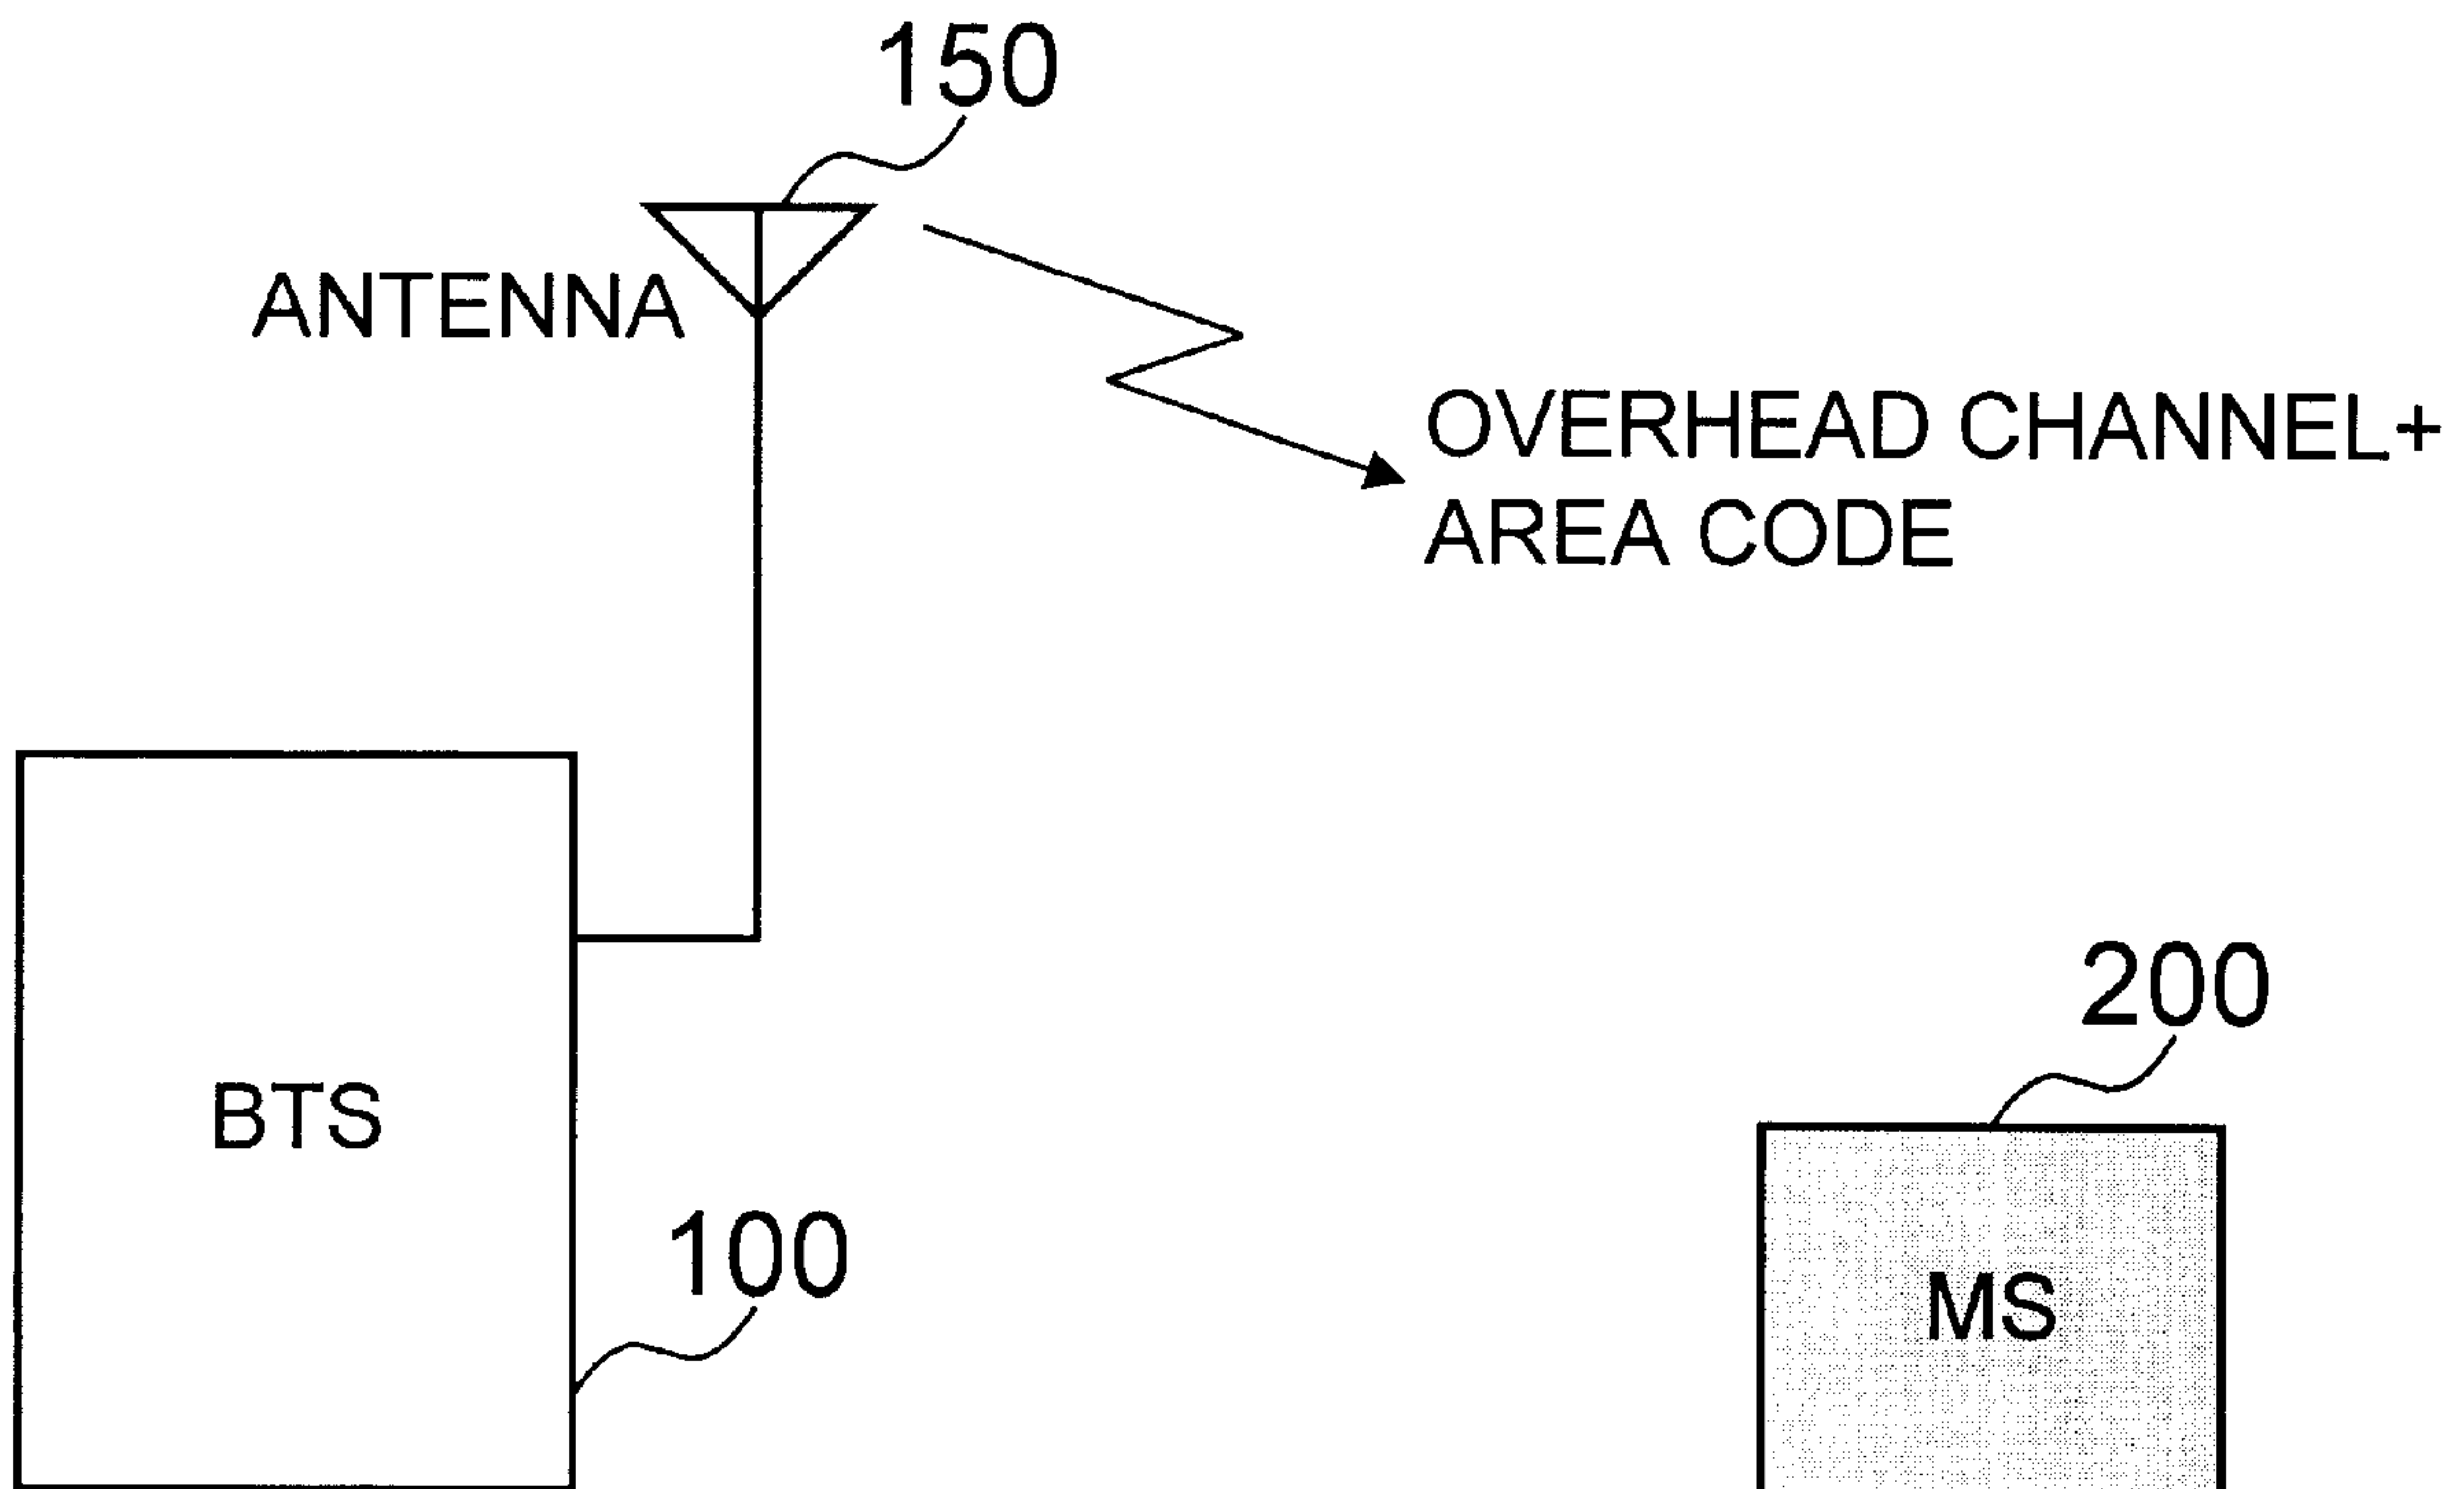 150
ANTENNA
OVERHEAD CHANNEL+
AREA CODE
200
BTS
100
MS